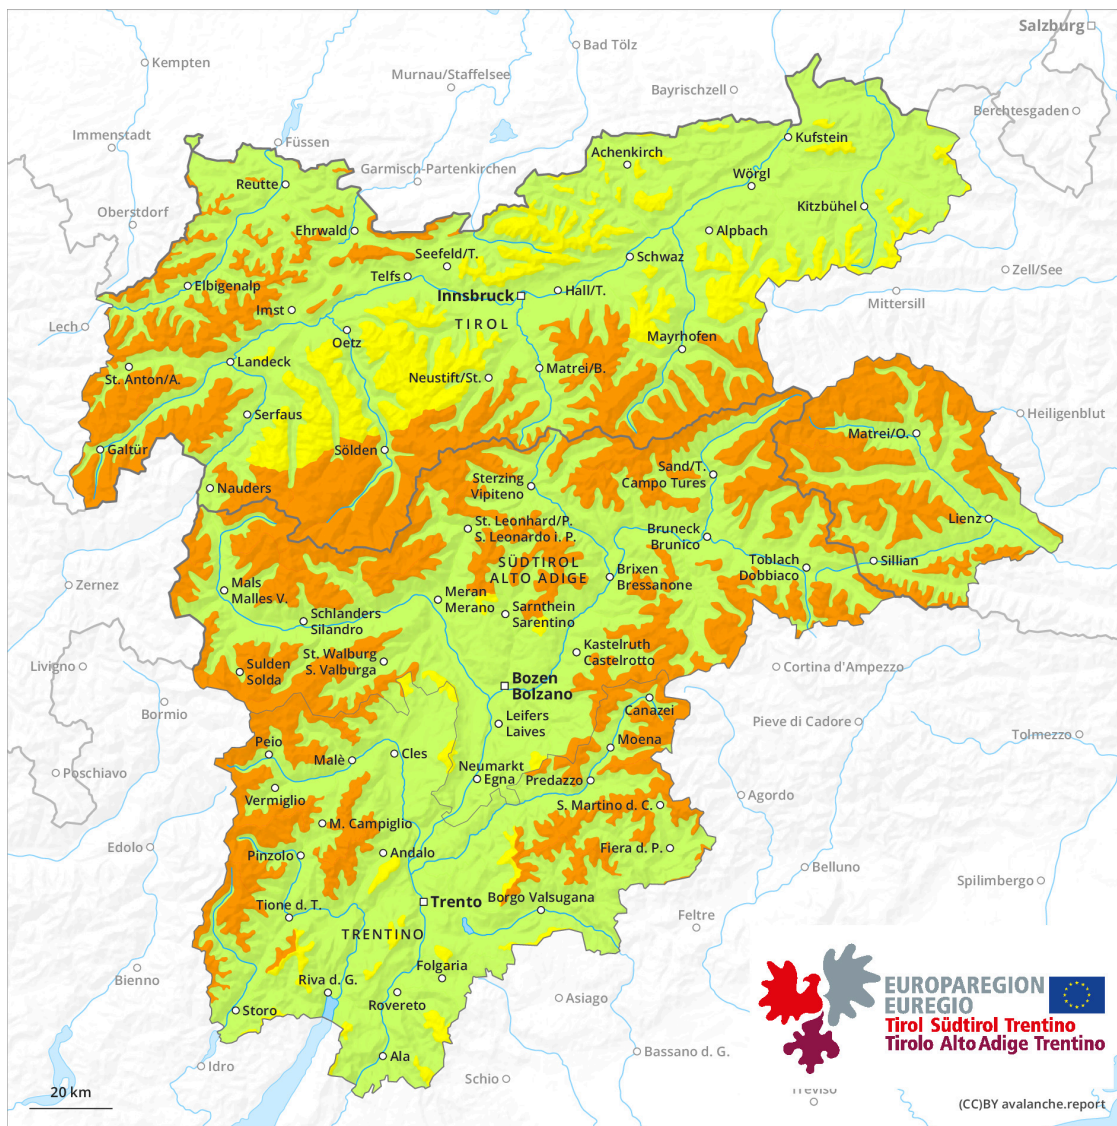 Salzburg
Kempten
Bad Tölz
Murnau/Staffelsee
Bayrischzell
Berchtesgaden
Immenstadt
Füssen
Kufstein
Achenkirch
Garmisch-Partenkirchen
Wörgl
Reutte
Oberstdorf
Kitzbühel
Ehrwald
Alpbach
Seefeld/T.
Schwaz
Telfs
Zell/See
Elbigenalp
Innsbruck
Hall/T.
Mittersill
Imst
TIROL
Lech
Oetz
Mayrhofen
Landeck
Matrei/B.
St. Anton/A.
Neustift/St.
Serfaus
Heiligenblut
Matrei/O.
Galtür
Sölden
Sand/T.
Campo Tures
Sterzing
Vipiteno
Nauders
Lienz
St. Leonhard/P.
S. Leonardo i. P.
Bruneck
Brunico
SÜDTIROL
ALTO ADIGE
Toblach
Dobbiaco
Sillian
Brixen
Bressanone
Zernez
Mals
Malles V.
Meran
Merano
Sarnthein
Sarentino
Schlanders
Silandro
Kastelruth
Castelrotto
St. Walburg
S. Valburga
Livigno
Sulden
Solda
Cortina d'Ampezzo
Bozen
Bolzano
Bormio
Canazei
Leifers
Laives
Pieve di Cadore
Tolmezzo
Peio
Moena
Cles
Malè
Neumarkt
Egna
Predazzo
Poschiavo
Vermiglio
Agordo
S. Martino d. C.
M. Campiglio
Edolo
Pinzolo
Andalo
Fiera d. P.
Belluno
Spilimbergo
Borgo Valsugana
Trento
Tione d. T.
Feltre
TRENTINO
Folgaria
Bienno
Riva d. G.
Rovereto
Asiago
Storo
Ala
Bassano d. G.
Idro
Schio
Treviso
EUROPAREGION
EUREGIO
Tirol Südtirol Trentino
Tirolo Alto Adige Trentino
20 km
(CC)BY avalanche.report